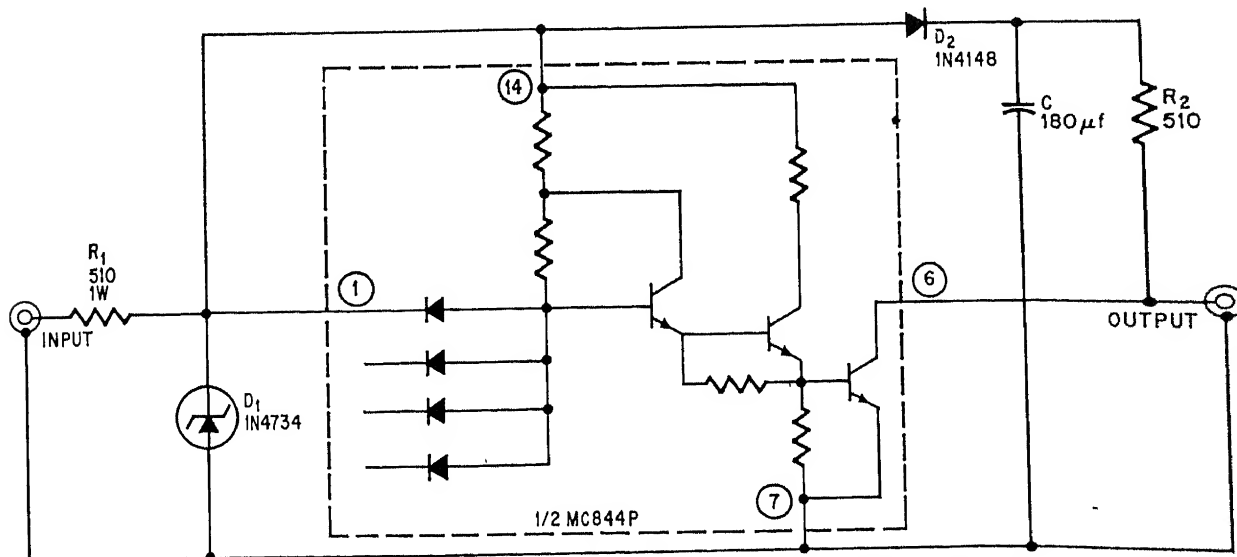 D2
1N4148
14
C
180μf
R2
510
R1
510
1W
1
6
INPUT
OUTPUT
D1
1N4734
7
1/2 MC844P